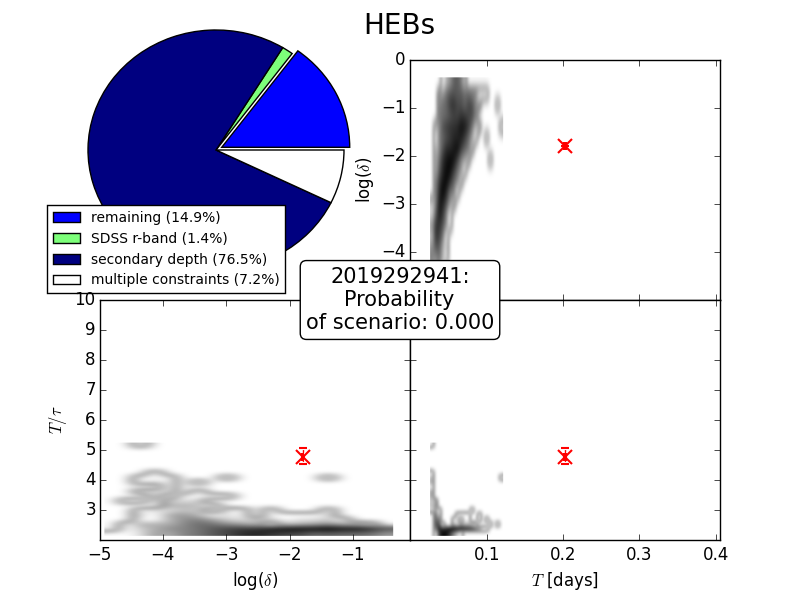 HEBs
remaining (14.9%)
SDSS r-band (1.4%)
secondary depth (76.5%)
multiple constraints (7.2%)
0
−1
−2
−3
−4
log(δ)
2019292941:
Probability
of scenario: 0.000
10
9
8
7
6
5
4
3
T/τ
−5 −4 −3 −2 −1
log(δ)
0.1 0.2 0.3 0.4
T [days]